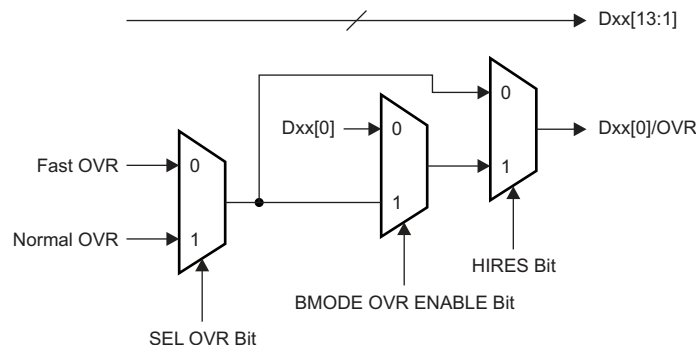 Dxx[13:1]
0
Dxx[0]
0
Dxx[0]/OVR
Fast OVR
0
1
1
Normal OVR
1
HIRES Bit
BMODE OVR ENABLE Bit
SEL OVR Bit